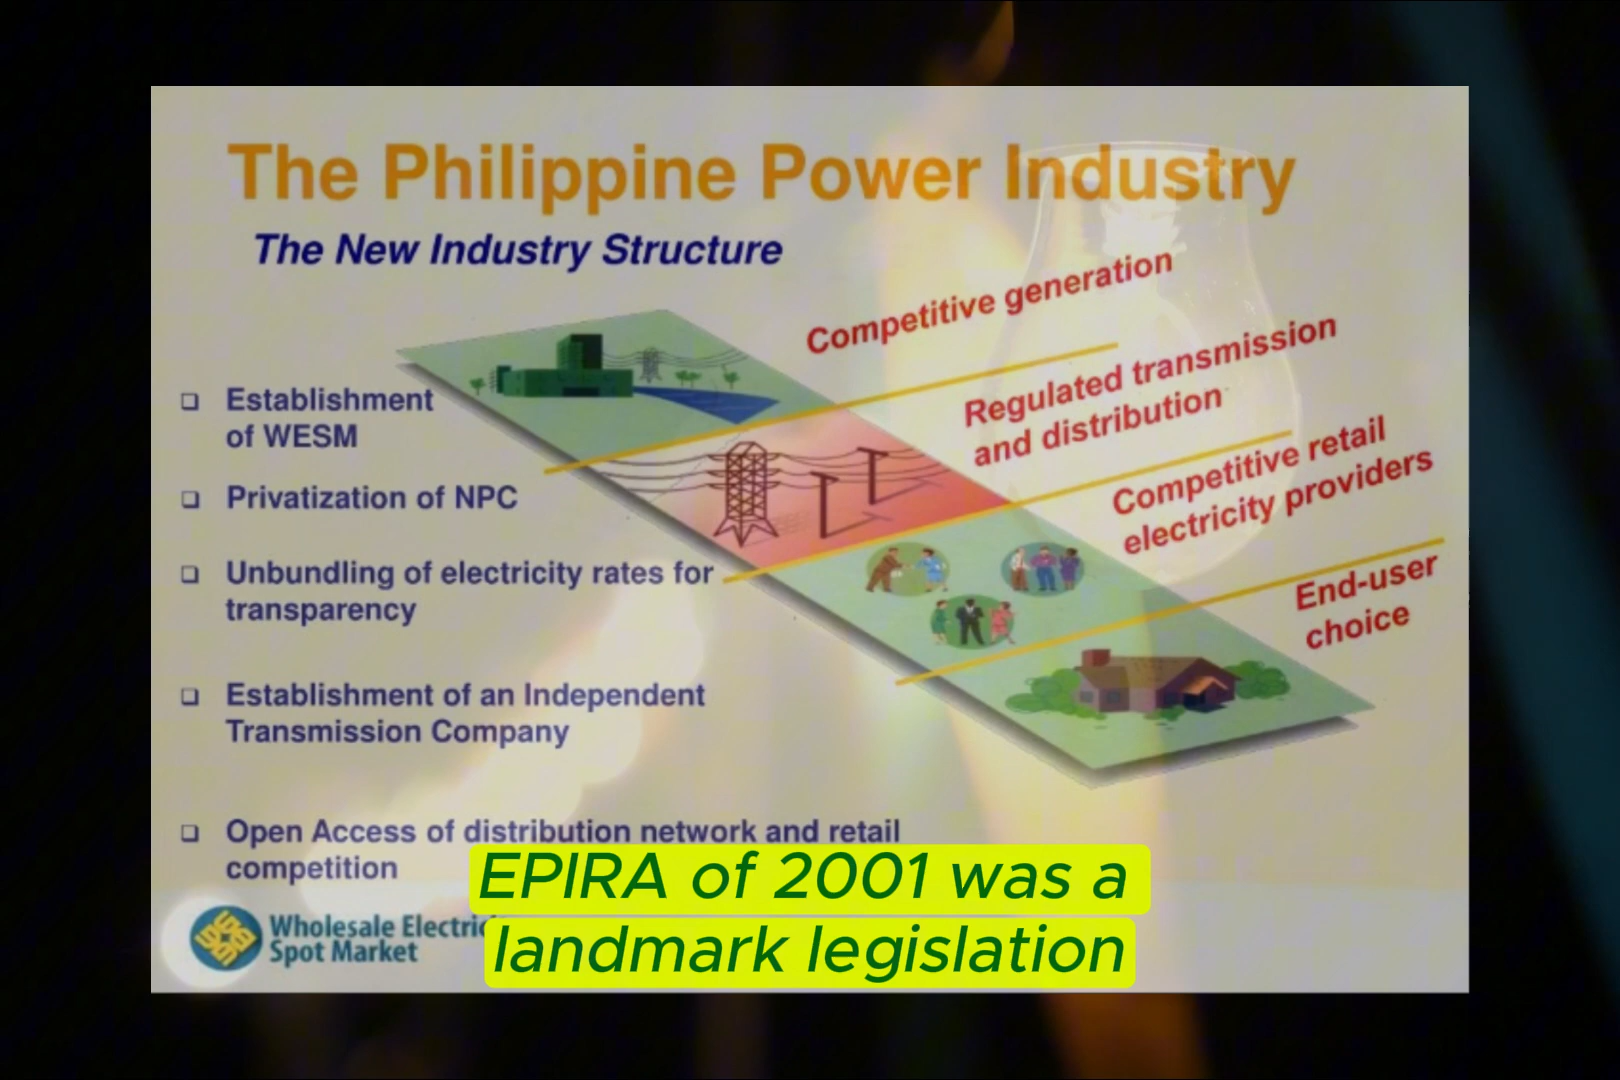 The Philippine Power Industry
The New Industry Structure
Competitive generation
Regulated transmission
and distribution
Competitive retail
electricity providers
End-user
choice
❑ Establishment
of WESM
❑ Privatization of NPC
❑ Unbundling of electricity rates for
transparency
❑ Establishment of an Independent
Transmission Company
❑ Open Access of distribution network and retail
competition
Wholesale
Spot Market
EPIRA of 2001 was a
landmark legislation